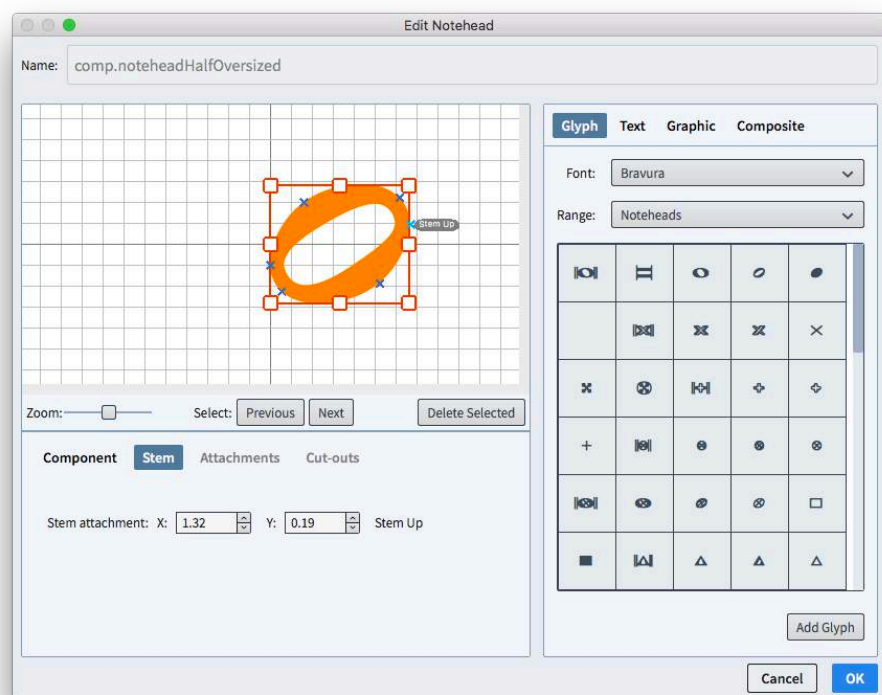 Edit Notehead
Name: comp.noteheadHalfOversized
Stem Up
Zoom: Select: Previous Next Delete Selected
Component Stem Attachments Cut-outs
Stem attachment: X: 1.32 Y: 0.19 Stem Up
Glyph Text Graphic Composite
Font: Bravura
Range: Noteheads
Add Glyph
Cancel OK